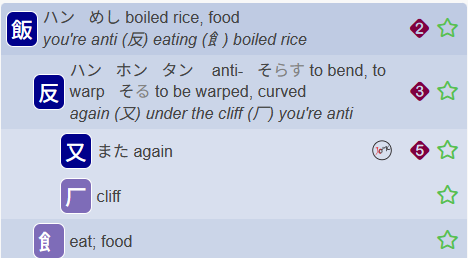 飯 ハン めし boiled rice, food 2
you're anti (反) eating (飠) boiled rice
反 ハン ホン タン anti- そらす to bend, to 3
warp そる to be warped, curved
again (又) under the cliff (厂) you're anti
又 また again 5
厂 cliff
飠 eat; food